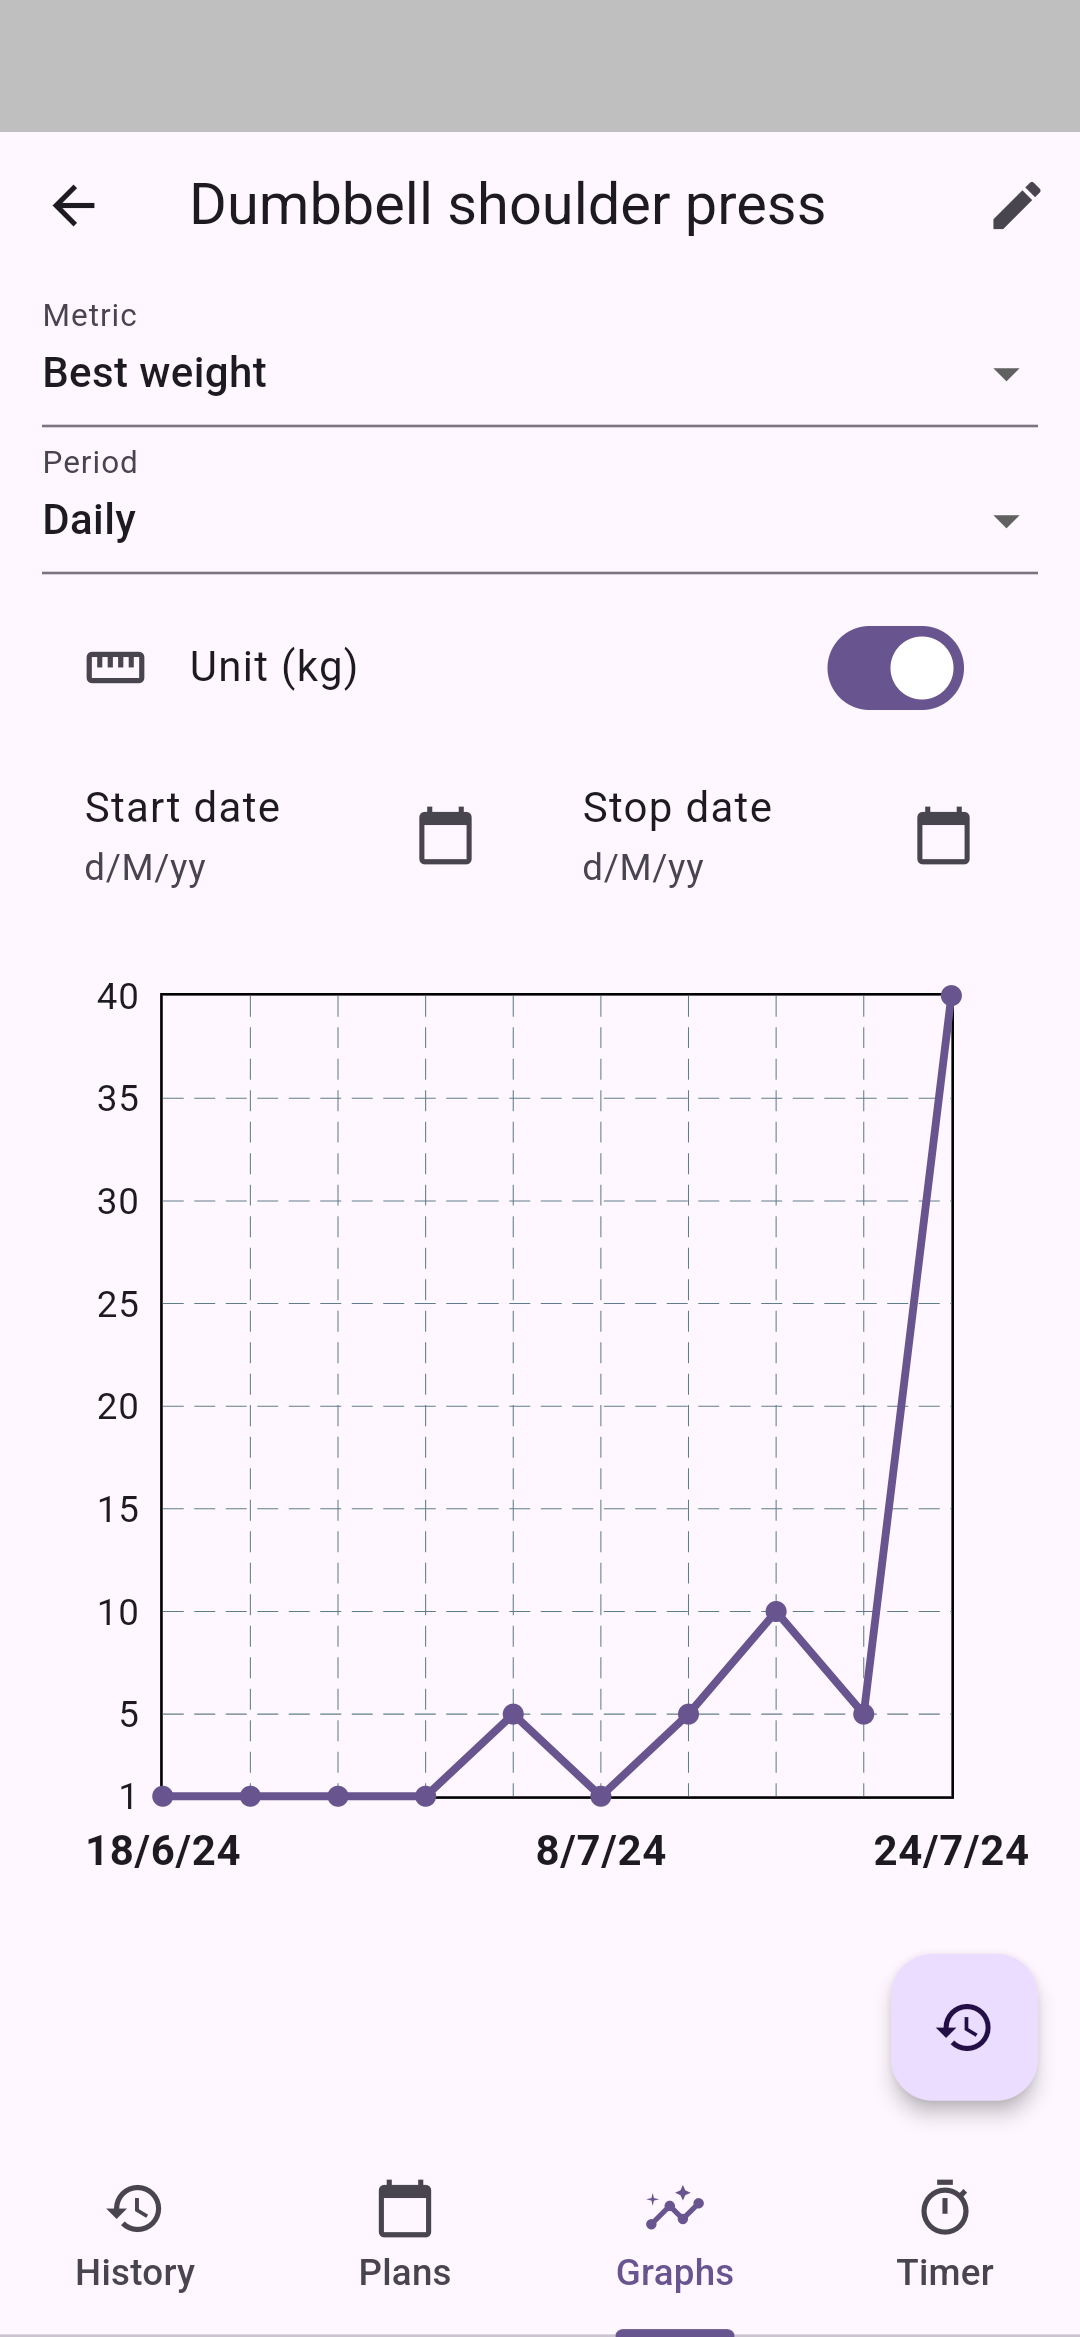 Dumbbell shoulder press
Metric
Best weight
Period
Daily
Unit (kg)
Start date
d/M/yy
Stop date
d/M/yy
40
35
30
25
20
15
10
5
1
18/6/24 8/7/24 24/7/24
History Plans Graphs Timer